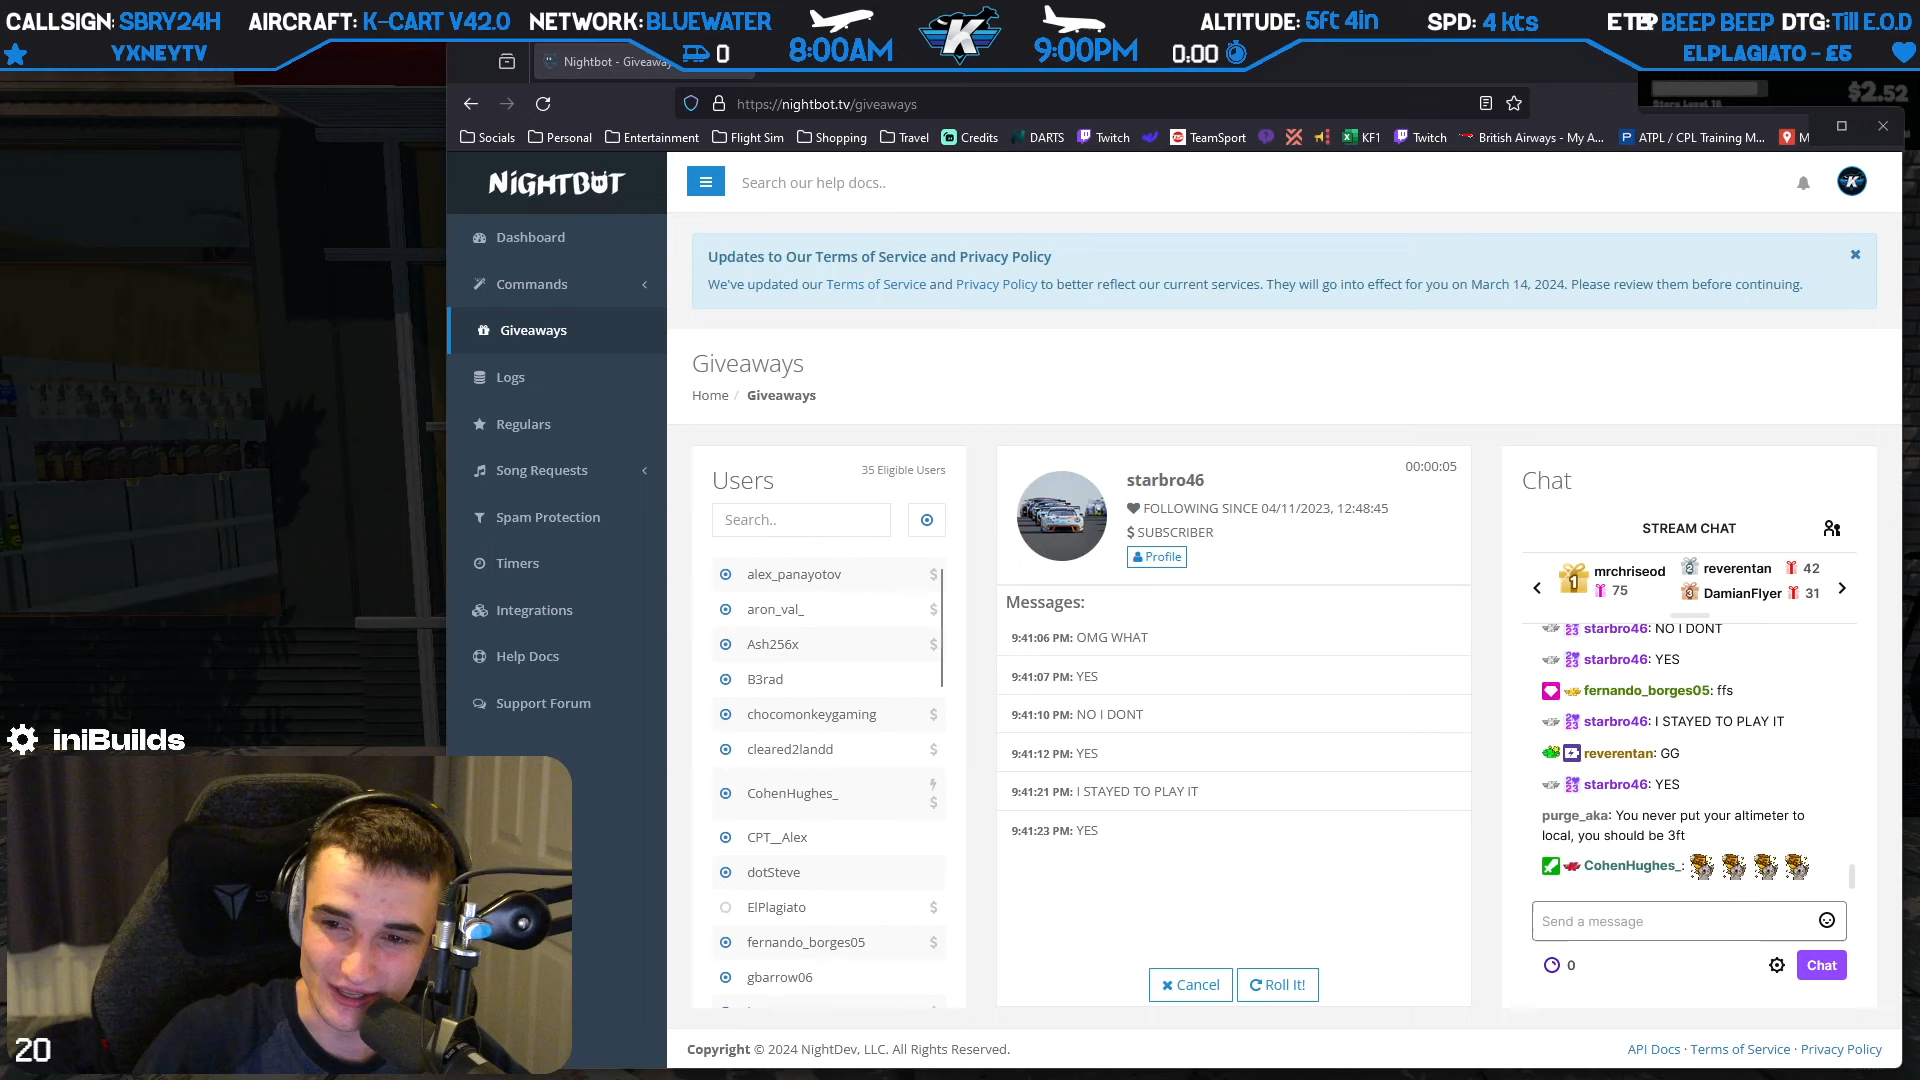 CALLSIGN: SBRY24H AIRCRAFT: K-CART V42.0 NETWORK: BLUEWATER ALTITUDE: 5ft 4in SPD: 4 kts BEEP BEEP DTG: Till E.O.D
YXNEYTV 0 8:00AM K 9:00PM 0:00 ELPLAGIATO - £5
Nightbot - Giveaway
$2.52
https://nightbot.tv/giveaways
Socials Personal Entertainment Flight Sim Shopping Travel Credits DARTS Twitch TeamSport KF1 Twitch British Airways - My A... ATPL / CPL Training M... M
NIGHTBOT
Search our help docs..
Dashboard
Commands
Giveaways
Logs
Regulars
Song Requests
Spam Protection
Timers
Integrations
Help Docs
Support Forum
Updates to Our Terms of Service and Privacy Policy
We've updated our Terms of Service and Privacy Policy to better reflect our current services. They will go into effect for you on March 14, 2024. Please review them before continuing.
Giveaways
Home / Giveaways
Users
35 Eligible Users
Search..
alex_panayotov
aron_val_
Ash256x
B3rad
chocomonkeygaming
cleared2landd
CohenHughes_
CPT__Alex
dotSteve
ElPlagiato
fernando_borges05
gbarrow06
starbro46
00:00:05
FOLLOWING SINCE 04/11/2023, 12:48:45
$ SUBSCRIBER
Profile
Messages:
9:41:06 PM: OMG WHAT
9:41:07 PM: YES
9:41:10 PM: NO I DONT
9:41:12 PM: YES
9:41:21 PM: I STAYED TO PLAY IT
9:41:23 PM: YES
Cancel Roll It!
Chat
STREAM CHAT
1 mrchriseod 75
2 reverentan 42
3 DamianFlyer 31
starbro46: NO I DONT
starbro46: YES
fernando_borges05: ffs
starbro46: I STAYED TO PLAY IT
reverentan: GG
starbro46: YES
purge_aka: You never put your altimeter to
local, you should be 3ft
CohenHughes_:
Send a message
0
Chat
iniBuilds
20
Copyright © 2024 NightDev, LLC. All Rights Reserved.
API Docs · Terms of Service · Privacy Policy